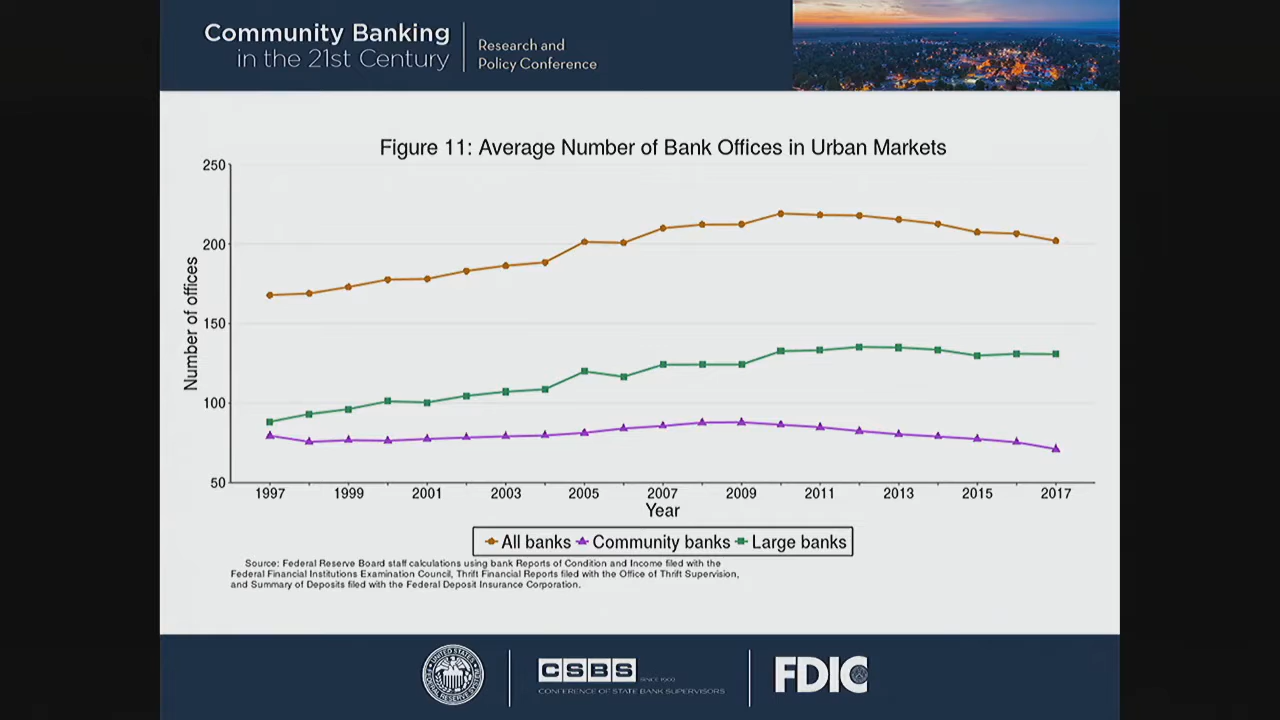 Community Banking
in the 21st Century
Research and
Policy Conference
Figure 11: Average Number of Bank Offices in Urban Markets
Number of offices
250
200
150
100
50
1997 1999 2001 2003 2005 2007 2009 2011 2013 2015 2017
Year
All banks Community banks Large banks
Source: Federal Reserve Board staff calculations using bank Reports of Condition and Income filed with the
Federal Financial Institutions Examination Council, Thrift Financial Reports filed with the Office of Thrift Supervision,
and Summary of Deposits filed with the Federal Deposit Insurance Corporation.
CSBS SINCE 1902
CONFERENCE OF STATE BANK SUPERVISORS
FDIC